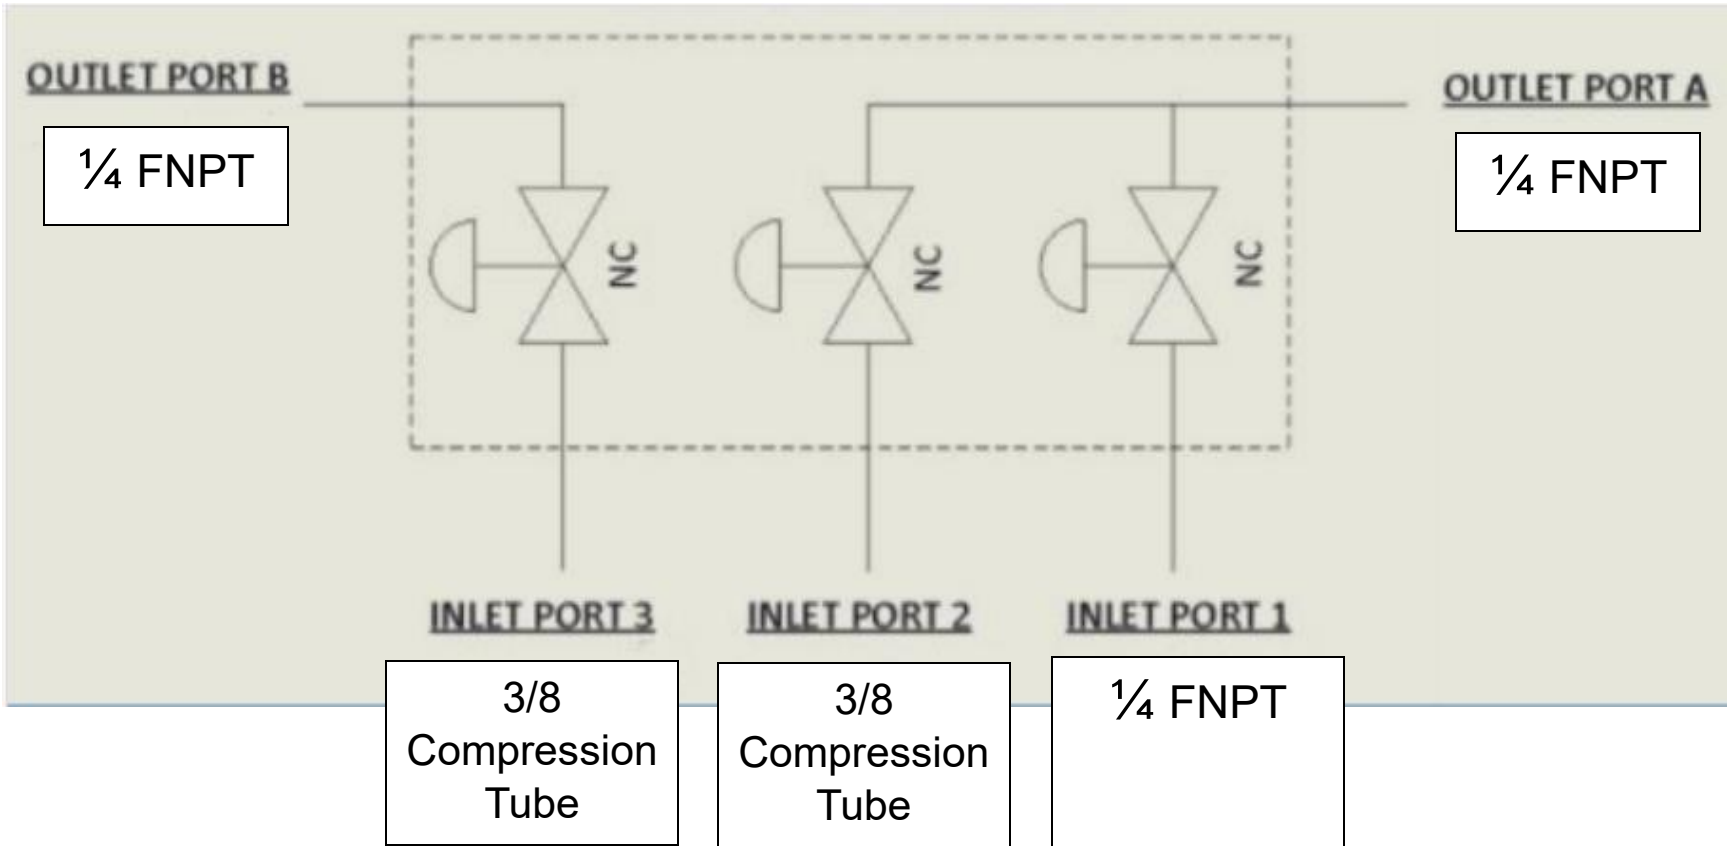 OUTLET PORT B
OUTLET PORT A
¼ FNPT
¼ FNPT
NC
NC
NC
INLET PORT 3
INLET PORT 2
INLET PORT 1
3/8
Compression
Tube
3/8
Compression
Tube
¼ FNPT